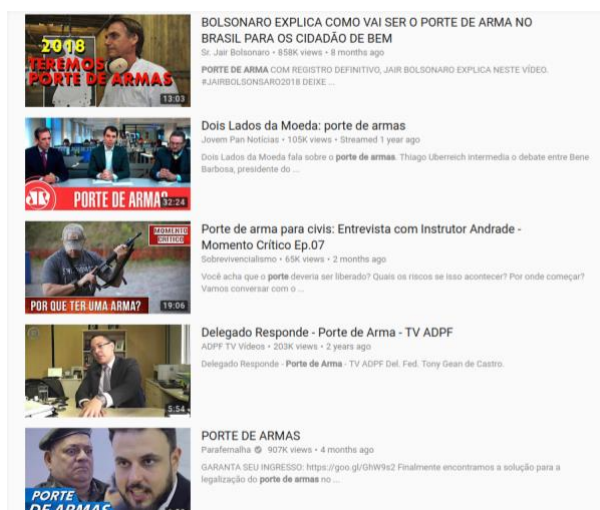 2018
TEREMOS
PORTE DE ARMAS
13:03
BOLSONARO EXPLICA COMO VAI SER O PORTE DE ARMA NO
BRASIL PARA OS CIDADÃO DE BEM
Sr. Jair Bolsonaro • 858K views • 8 months ago
PORTE DE ARMA COM REGISTRO DEFINITIVO, JAIR BOLSONARO EXPLICA NESTE VÍDEO.
#JAIRBOLSONSARO2018 DEIXE ...
PORTE DE ARMA
32:24
Dois Lados da Moeda: porte de armas
Jovem Pan Notícias • 105K views • Streamed 1 year ago
Dois Lados da Moeda fala sobre o porte de armas. Thiago Uberreich intermedia o debate entre Bene
Barbosa, presidente do ...
MOMENTO
CRÍTICO
POR QUE TER UMA ARMA?
19:06
Porte de arma para civis: Entrevista com Instrutor Andrade -
Momento Crítico Ep.07
Sobrevivencialismo • 65K views • 2 months ago
Você acha que o porte deveria ser liberado? Quais os riscos se isso acontecer? Por onde começar?
Vamos conversar com o ...
5:54
Delegado Responde - Porte de Arma - TV ADPF
ADPF TV Vídeos • 203K views • 2 years ago
Delegado Responde - Porte de Arma - TV ADPF Del. Fed. Tony Gean de Castro.
PORTE
DE ARMAS
PORTE DE ARMAS
Parafernalha 907K views • 4 months ago
GARANTA SEU INGRESSO: https://goo.gl/GhW9s2 Finalmente encontramos a solução para a
legalização do porte de armas no ...